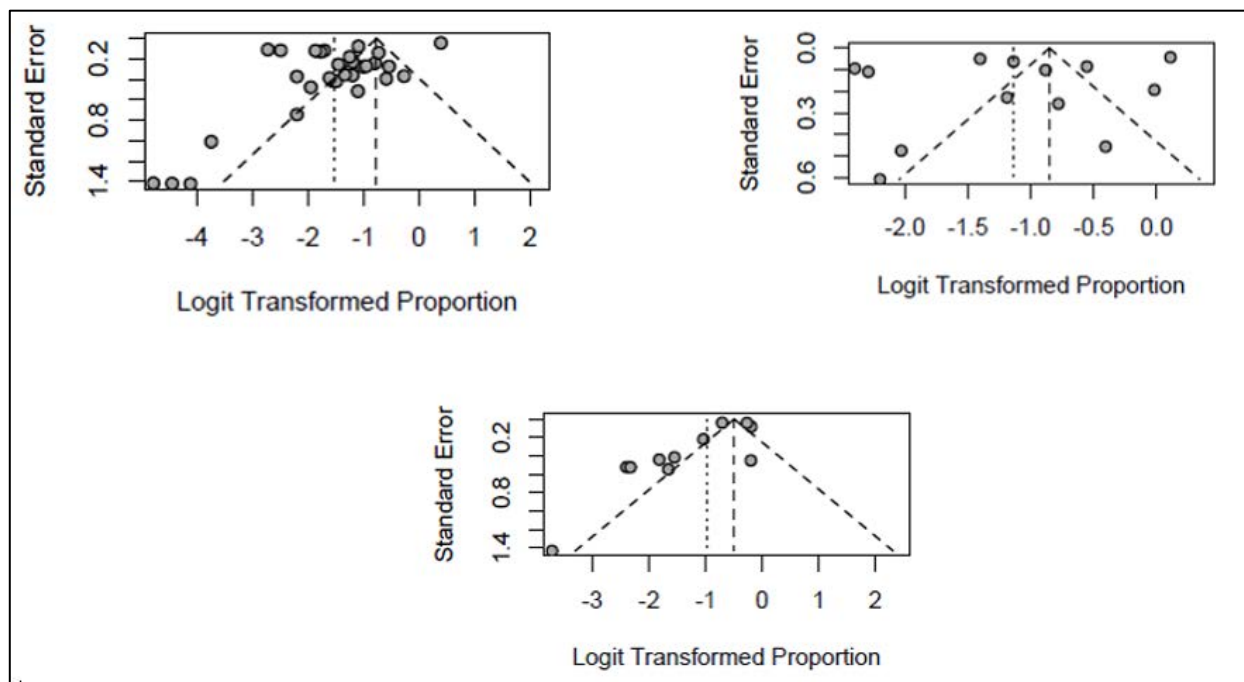 Standard Error
0.2
0.8
1.4
-4 -3 -2 -1 0 1 2
Logit Transformed Proportion
Standard Error
0.0
0.3
0.6
-2.0 -1.5 -1.0 -0.5 0.0
Logit Transformed Proportion
Standard Error
0.2
0.8
1.4
-3 -2 -1 0 1 2
Logit Transformed Proportion